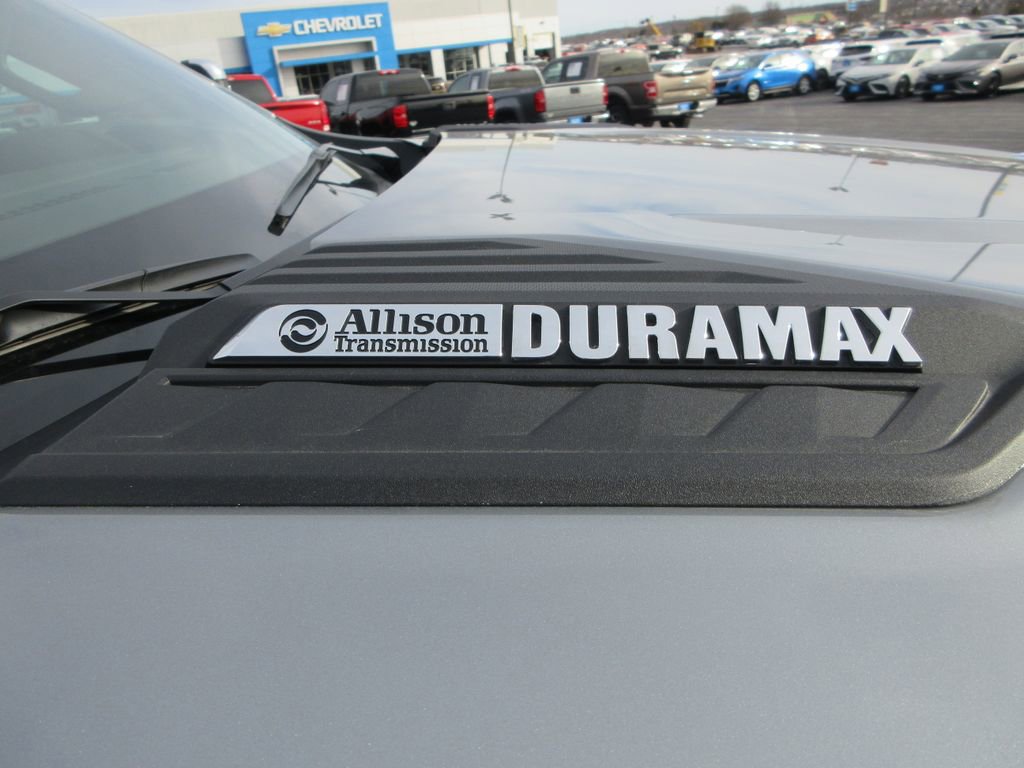 CHEVROLET
Allison DURAMAX
Transmission